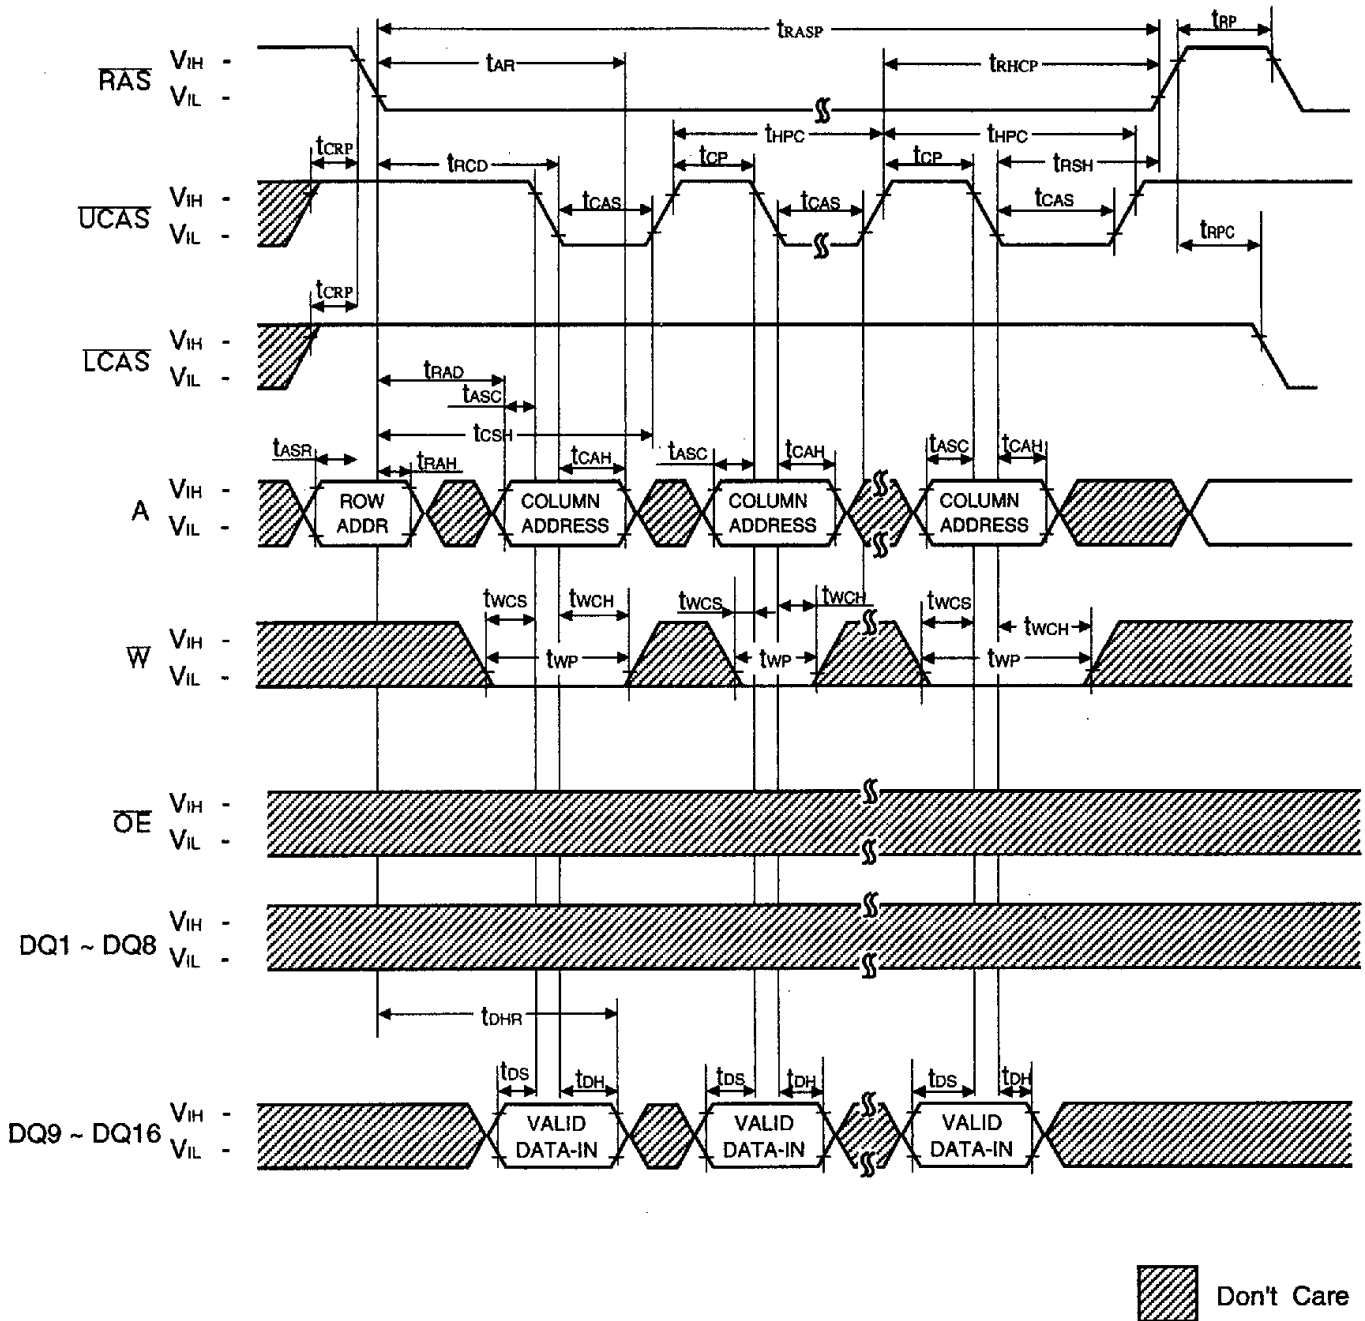 tRASP tRP
tAR tRHCP
RAS VIH -
VIL -
tHPC tHPC
tCRP tRCD tCP tCP tRSH
UCAS VIH -
VIL -
tCAS tCAS tCAS
tRPC
tCRP
LCAS VIH -
VIL -
tRAD
tASC
tCSH
tASR tRAH tCAH tASC tCAH tASC tCAH
A VIH -
VIL -
ROW ADDR
COLUMN ADDRESS
COLUMN ADDRESS
COLUMN ADDRESS
tWCS tWCH tWCS tWCH tWCS tWCH
W VIH -
VIL -
tWP tWP tWP
OE VIH -
VIL -
DQ1 ~ DQ8 VIH -
VIL -
tDHR
tDS tDH tDS tDH tDS tDH
DQ9 ~ DQ16 VIH -
VIL -
VALID DATA-IN
VALID DATA-IN
VALID DATA-IN
Don't Care